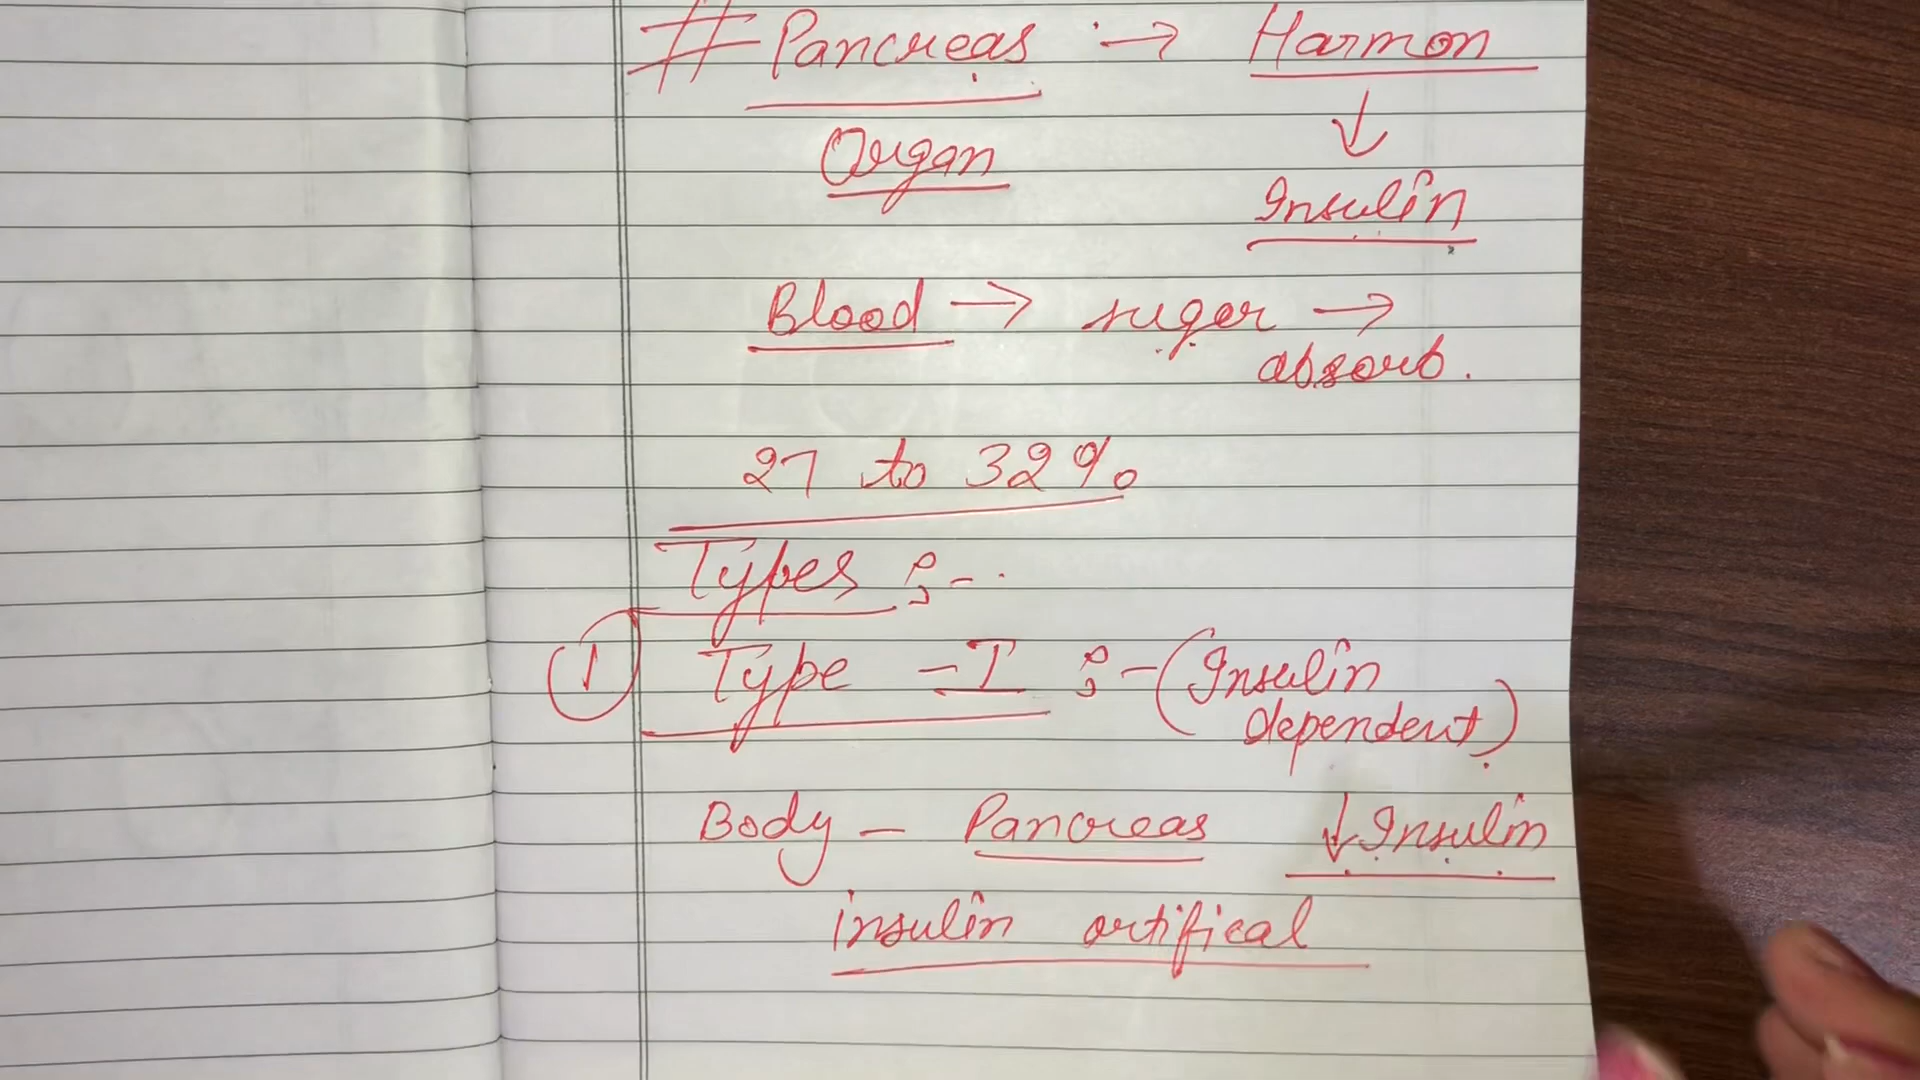 # Pancreas :→ Harmon
↓
Organ
Insulin
Blood → suger →
absorb.
27 to 32%
Types :-
① Type - I :- (Insulin
dependent)
Body - Pancreas ↓ Insulin
insulin artifical